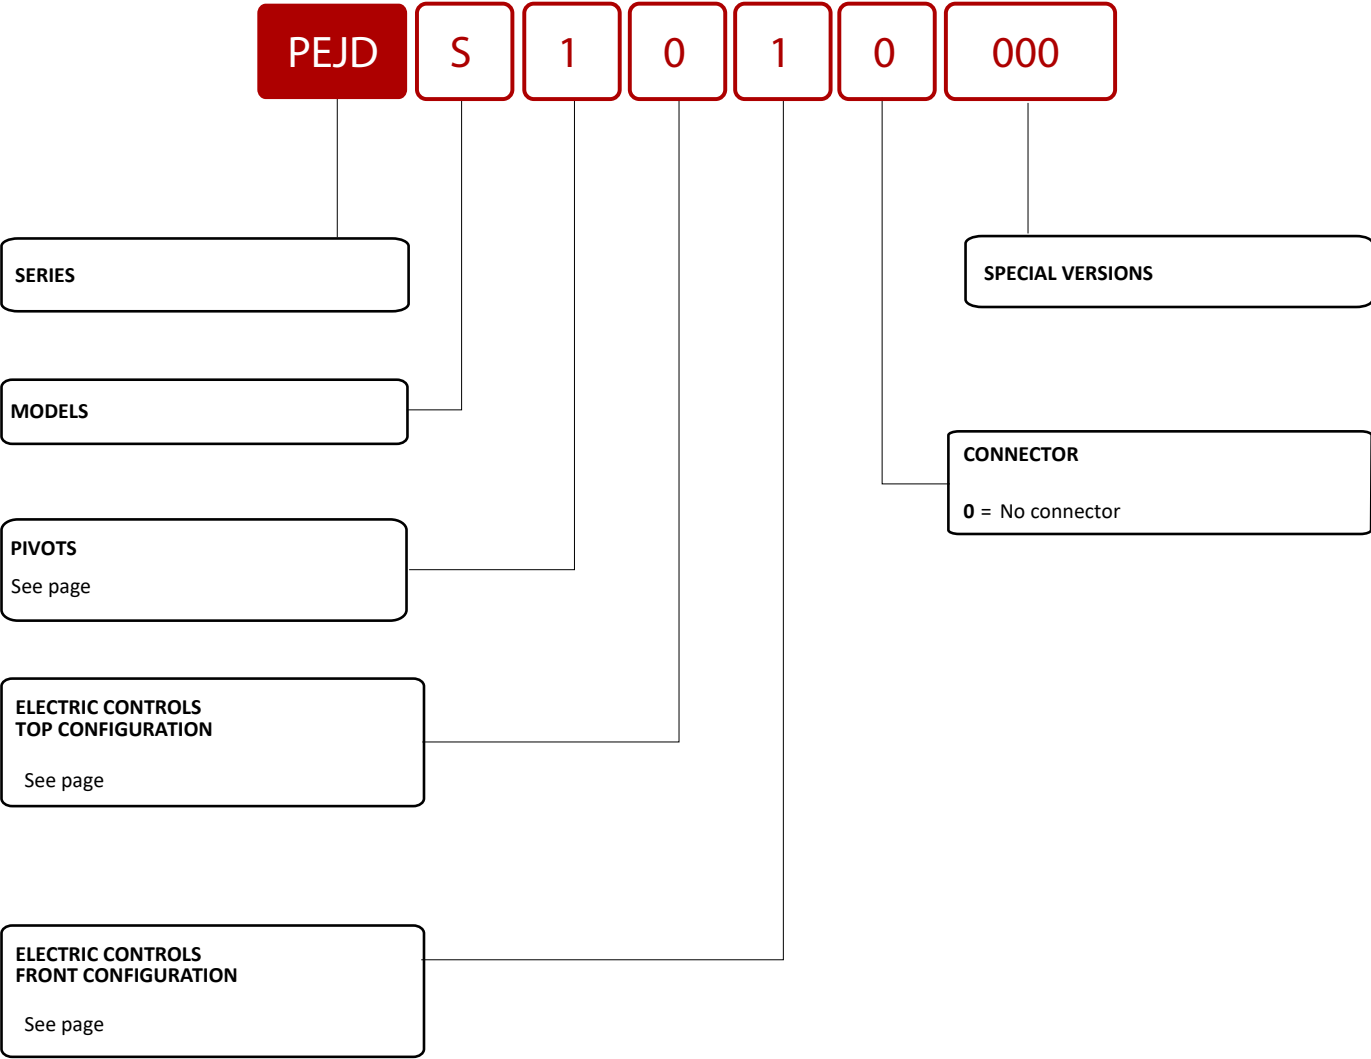 PEJD S 1 0 1 0 000
SERIES
SPECIAL VERSIONS
MODELS
CONNECTOR
0 = No connector
PIVOTS
See page
ELECTRIC CONTROLS
TOP CONFIGURATION
See page
ELECTRIC CONTROLS
FRONT CONFIGURATION
See page